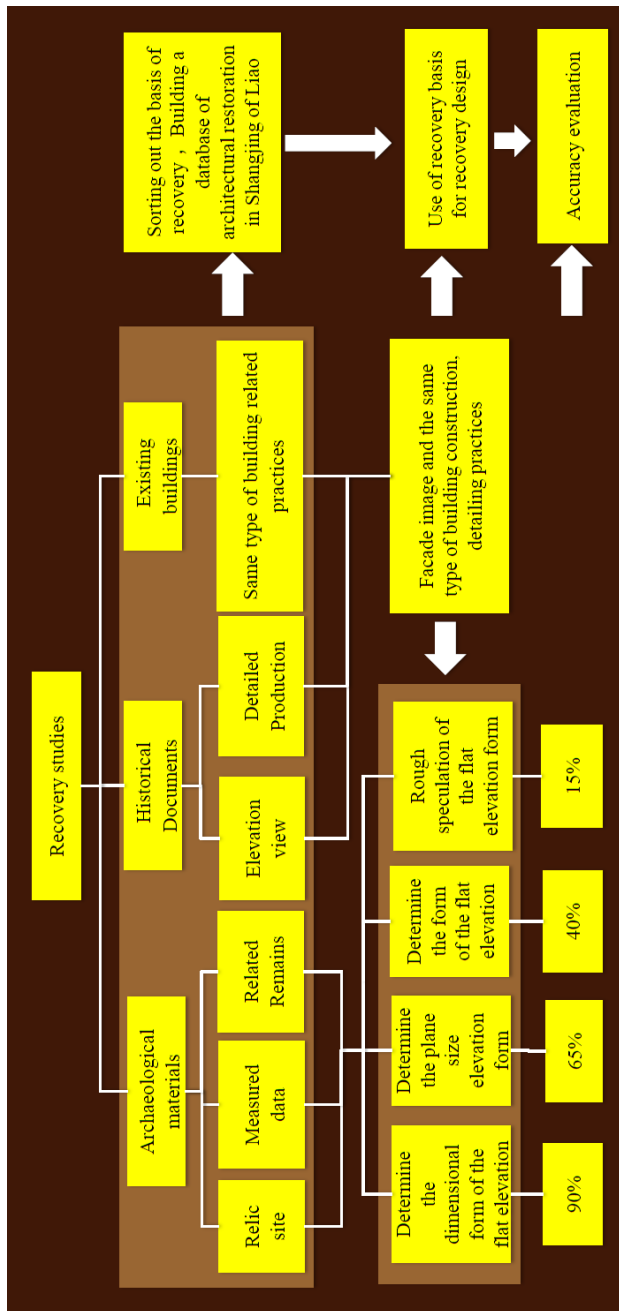 Recovery studies
Archaeological
materials
Historical
Documents
Existing
buildings
Sorting out the basis of
recovery， Building a
database of
architectural restoration
in Shangjing of Liao
Relic
site
Measured
data
Related
Remains
Elevation
view
Detailed
Production
Same type of building related
practices
Facade image and the same
type of building construction,
detailing practices
Use of recovery basis
for recovery design
Determine
the
dimensional
form of the
flat elevation
Determine
the plane
size
elevation
form
Determine
the form
of the flat
elevation
Rough
speculation of
the flat
elevation form
Accuracy evaluation
90%
65%
40%
15%